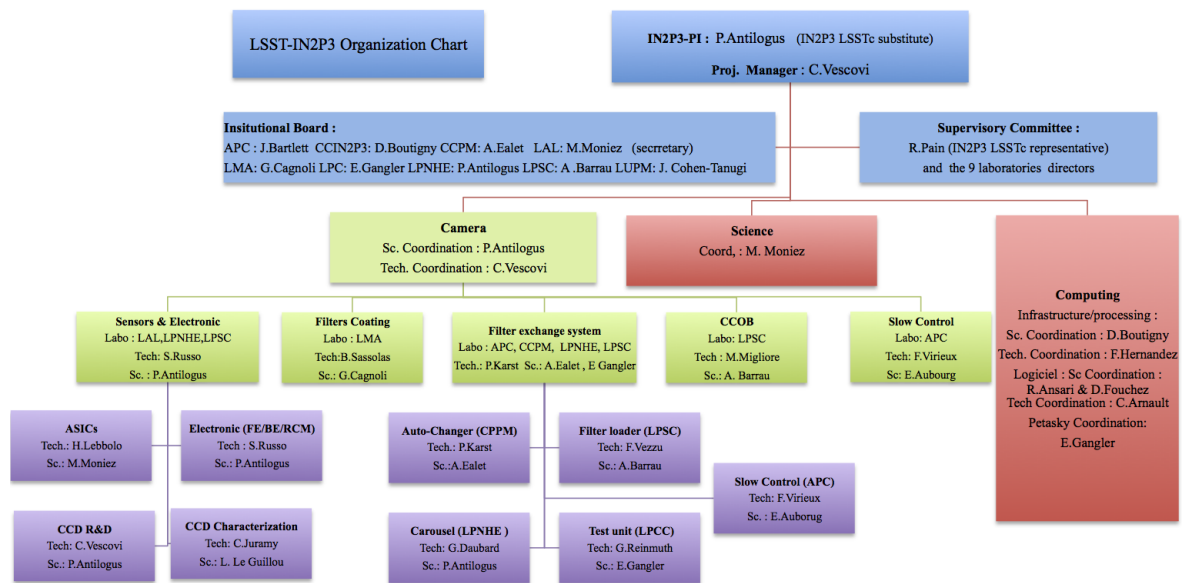 LSST-IN2P3 Organization Chart
IN2P3-PI : P.Antilogus (IN2P3 LSSTc substitute)
Proj. Manager : C.Vescovi
Insitutional Board :
APC : J.Bartlett CCIN2P3: D.Boutigny CCPM: A.Ealet LAL: M.Moniez (secrretary)
LMA: G.Cagnoli LPC: E.Gangler LPNHE: P.Antilogus LPSC: A .Barrau LUPM: J. Cohen-Tanugi
Supervisory Committee :
R.Pain (IN2P3 LSSTc representative)
and the 9 laboratories directors
Camera
Sc. Coordination : P.Antilogus
Tech. Coordination : C.Vescovi
Science
Coord, : M. Moniez
Computing
Infrastructure/processing :
Sc. Coordination : D.Boutigny
Tech. Coordination : F.Hernandez
Logiciel : Sc Coordination :
R.Ansari & D.Fouchez
Tech Coordination : C.Arnault
Petasky Coordination:
E.Gangler
Sensors & Electronic
Labo : LAL,LPNHE,LPSC
Tech: S.Russo
Sc. : P.Antilogus
Filters Coating
Labo : LMA
Tech:B.Sassolas
Sc.: G.Cagnoli
Filter exchange system
Labo : APC, CCPM, LPNHE, LPSC
Tech.: P.Karst Sc.: A.Ealet , E Gangler
CCOB
Labo: LPSC
Tech : M.Migliore
Sc.: A. Barrau
Slow Control
Labo: APC
Tech: F.Virieux
Sc: E.Aubourg
ASICs
Tech.: H.Lebbolo
Sc.: M.Moniez
Electronic (FE/BE/RCM)
Tech : S.Russo
Sc.: P.Antilogus
Auto-Changer (CPPM)
Tech.: P.Karst
Sc.:A.Ealet
Filter loader (LPSC)
Tech: F.Vezzu
Sc.: A.Barrau
Slow Control (APC)
Tech: F.Virieux
Sc. : E.Auborug
CCD R&D
Tech: C.Vescovi
Sc.: P.Antilogus
CCD Characterization
Tech: C.Juramy
Sc.: L. Le Guillou
Carousel (LPNHE )
Tech: G.Daubard
Sc.: P.Antilogus
Test unit (LPCC)
Tech: G.Reinmuth
Sc.: E.Gangler